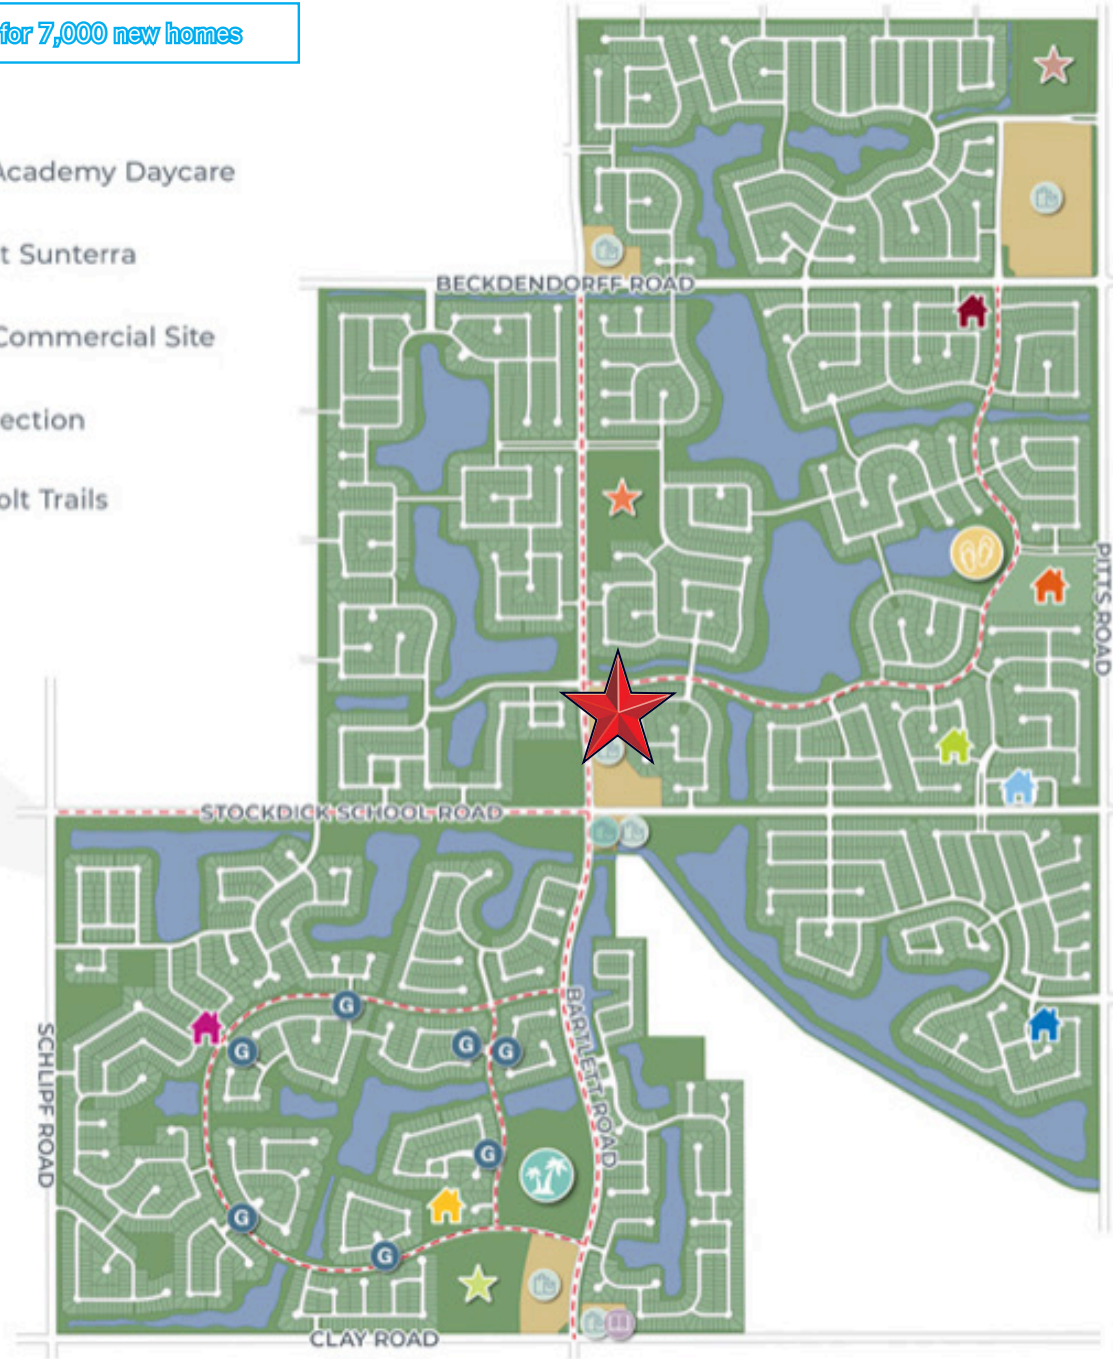 for 7,000 new homes
Academy Daycare
t Sunterra
Commercial Site
ection
olt Trails
BECKDENDORFF ROAD
PITTS ROAD
STOCKDICK SCHOOL ROAD
SCHLIPF ROAD
BARTLETT ROAD
G
G
G
G
G
G
G
CLAY ROAD